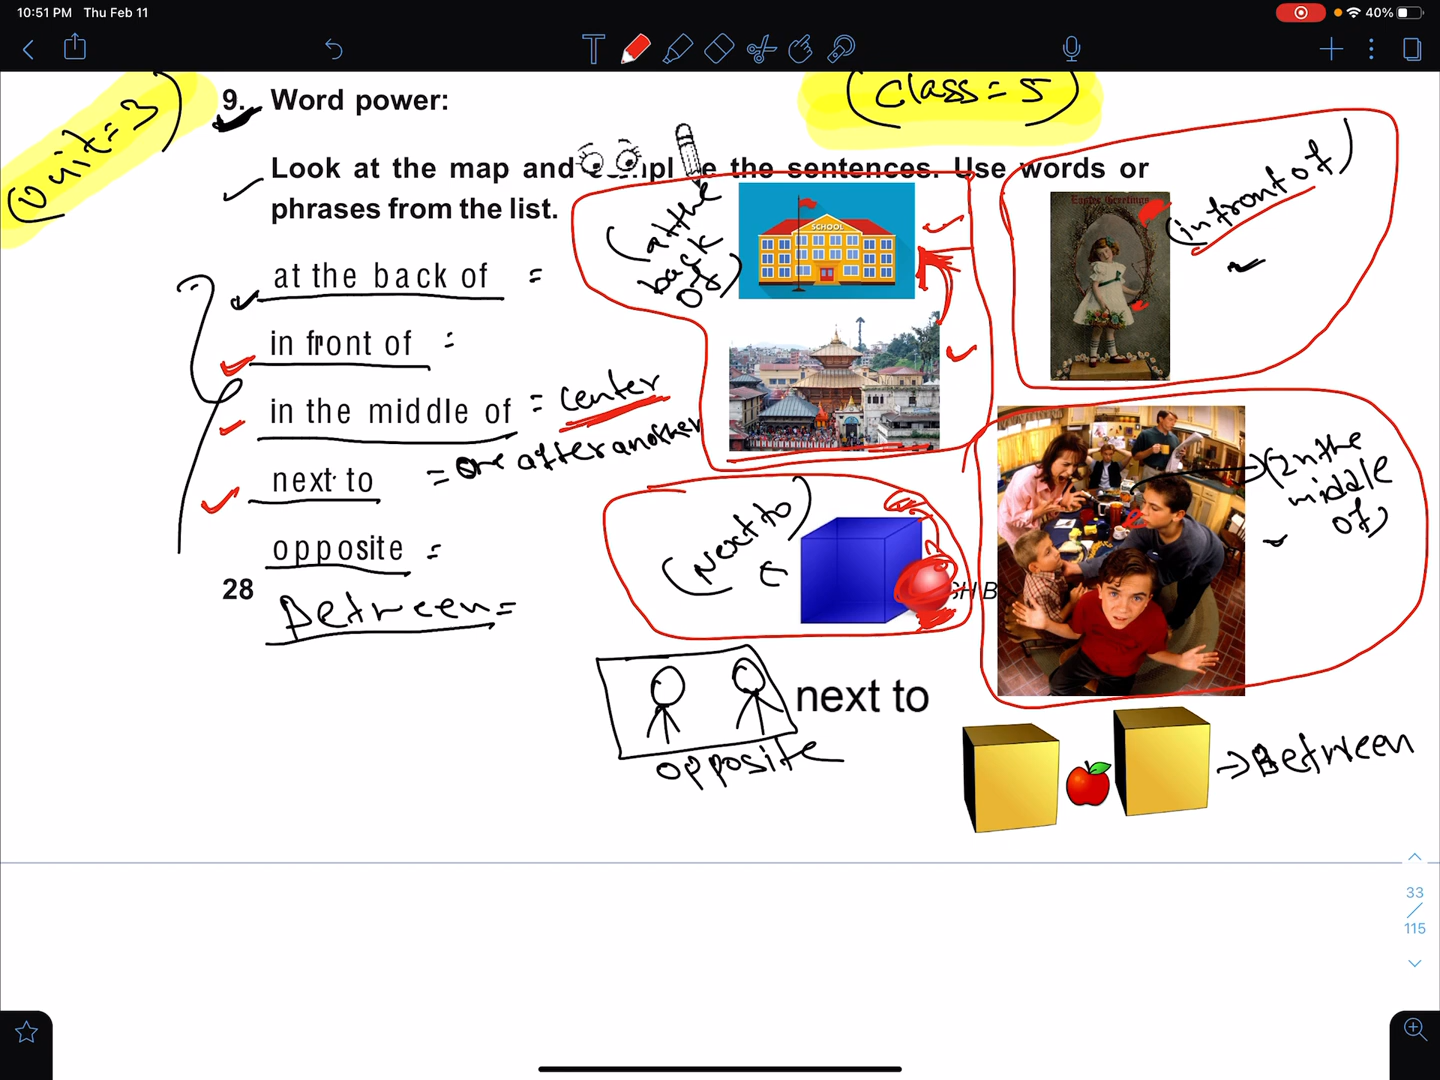 10:51 PM Thu Feb 11
40%
(Unit=3)
9. Word power:
(class=5)
Look at the map and the sentences. Use words or
phrases from the list.
at the back of =
in front of =
in the middle of = center
next to = one after another
opposite =
28
Between=
(at the
back
of)
SCHOOL
Easter Greetings
(in front of)
(In the
middle
of)
(Next to)
next to
opposite
Between
33
115